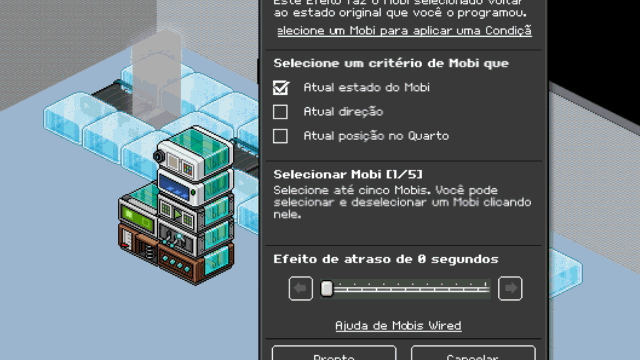 Este Efeito faz o Mobi selecionado voltar
ao estado original que você o programou.
elecione um Mobi para aplicar uma Condiçã
Selecione um critério de Mobi que
Atual estado do Mobi
Atual direção
Atual posição no Quarto
Selecionar Mobi [1/5]
Selecione até cinco Mobis. Você pode
selecionar e deselecionar um Mobi clicando
nele.
Efeito de atraso de 0 segundos
Ajuda de Mobis Wired
Pronto
Cancelar